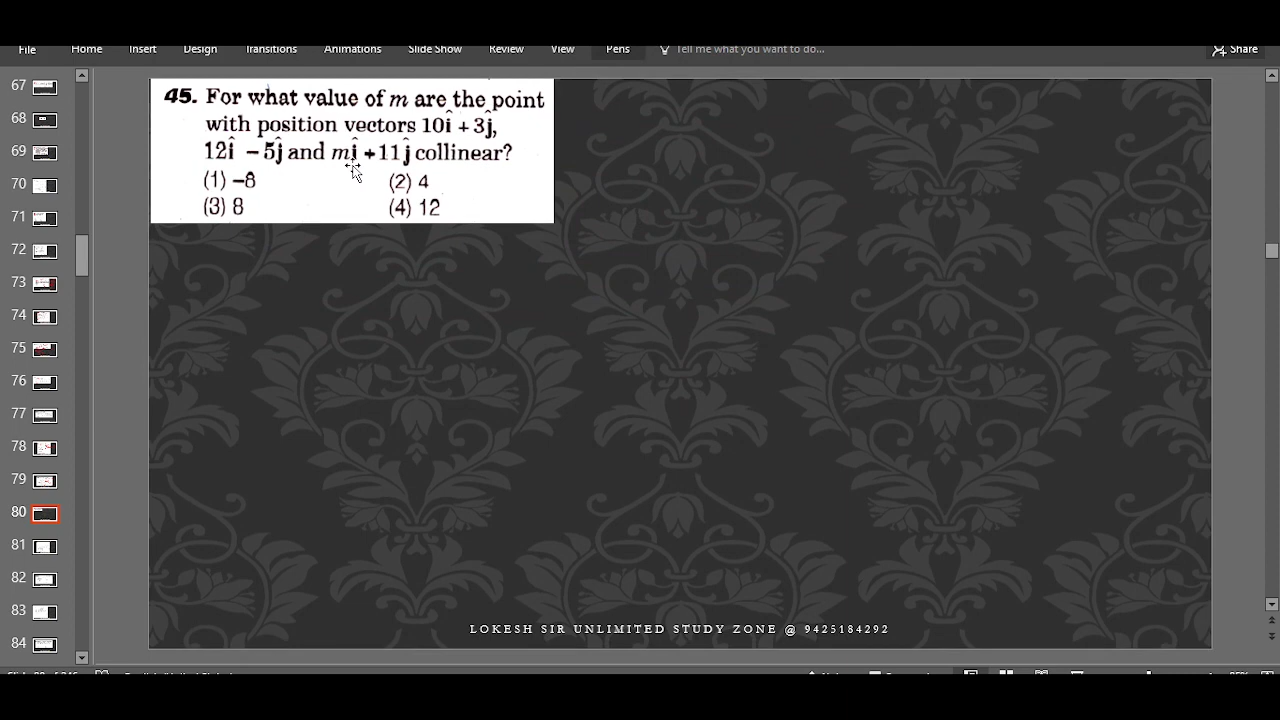 File Home Insert Design Transitions Animations Slide Show Review View Pens Tell me what you want to do... Share
67
68
69
70
71
72
73
74
75
76
77
78
79
80
81
82
83
84
45. For what value of m are the point
with position vectors 10î + 3ĵ,
12î - 5ĵ and mî + 11ĵ collinear?
(1) -8 (2) 4
(3) 8 (4) 12
LOKESH SIR UNLIMITED STUDY ZONE @ 9425184292